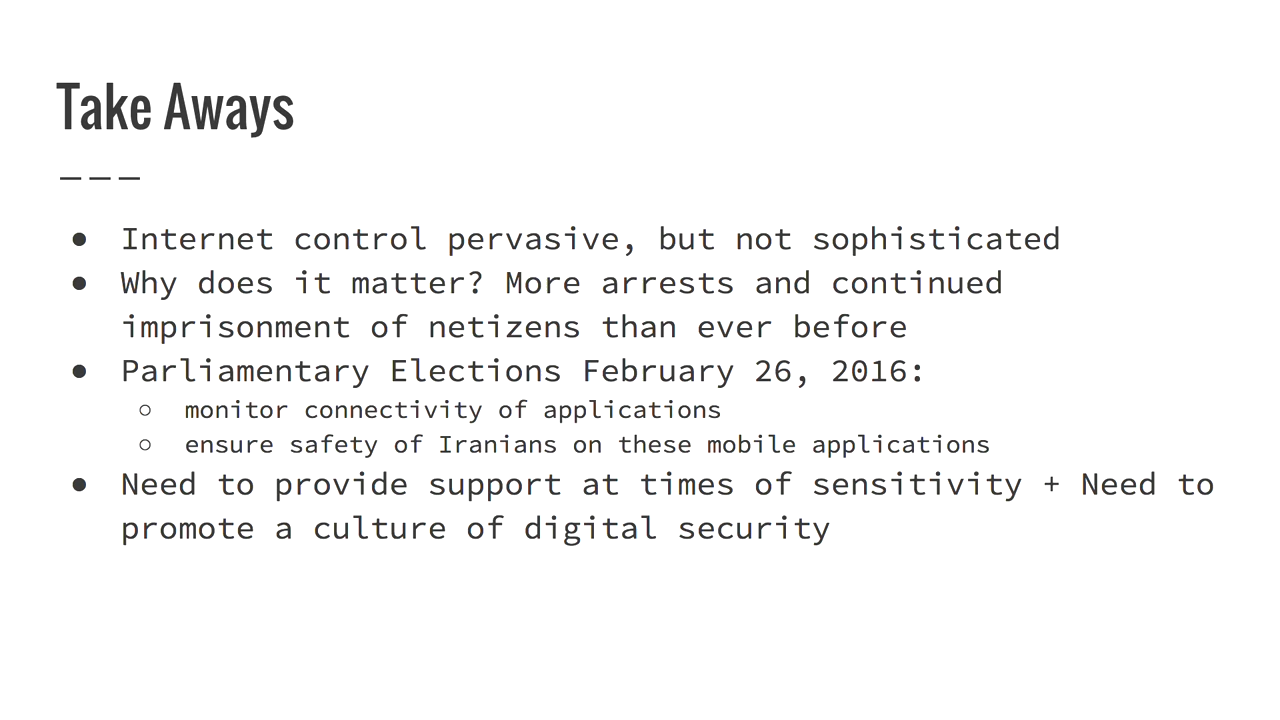 Take Aways
● Internet control pervasive, but not sophisticated
● Why does it matter? More arrests and continued
imprisonment of netizens than ever before
● Parliamentary Elections February 26, 2016:
○ monitor connectivity of applications
○ ensure safety of Iranians on these mobile applications
● Need to provide support at times of sensitivity + Need to
promote a culture of digital security